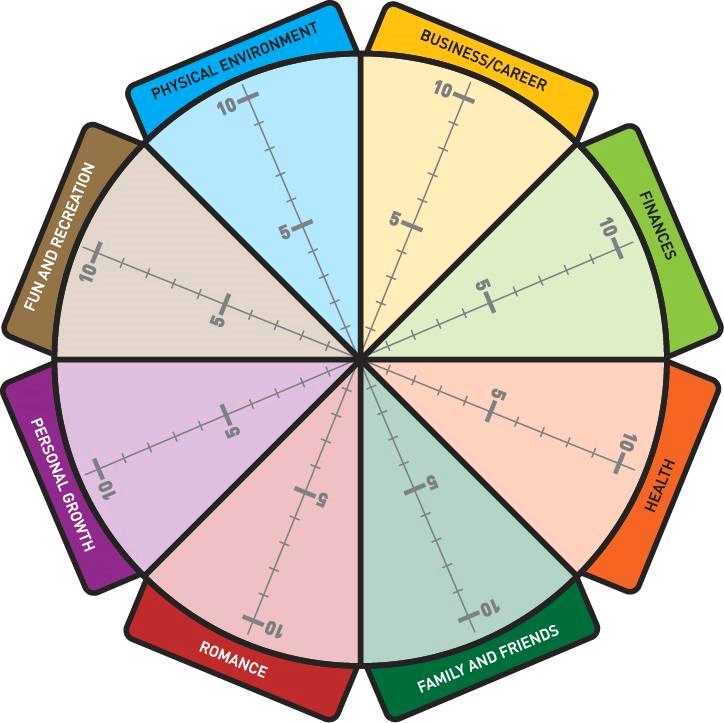 PHYSICAL ENVIRONMENT
10
5
BUSINESS/CAREER
10
5
FINANCES
10
5
HEALTH
10
5
FAMILY AND FRIENDS
10
5
ROMANCE
10
5
PERSONAL GROWTH
10
5
FUN AND RECREATION
10
5